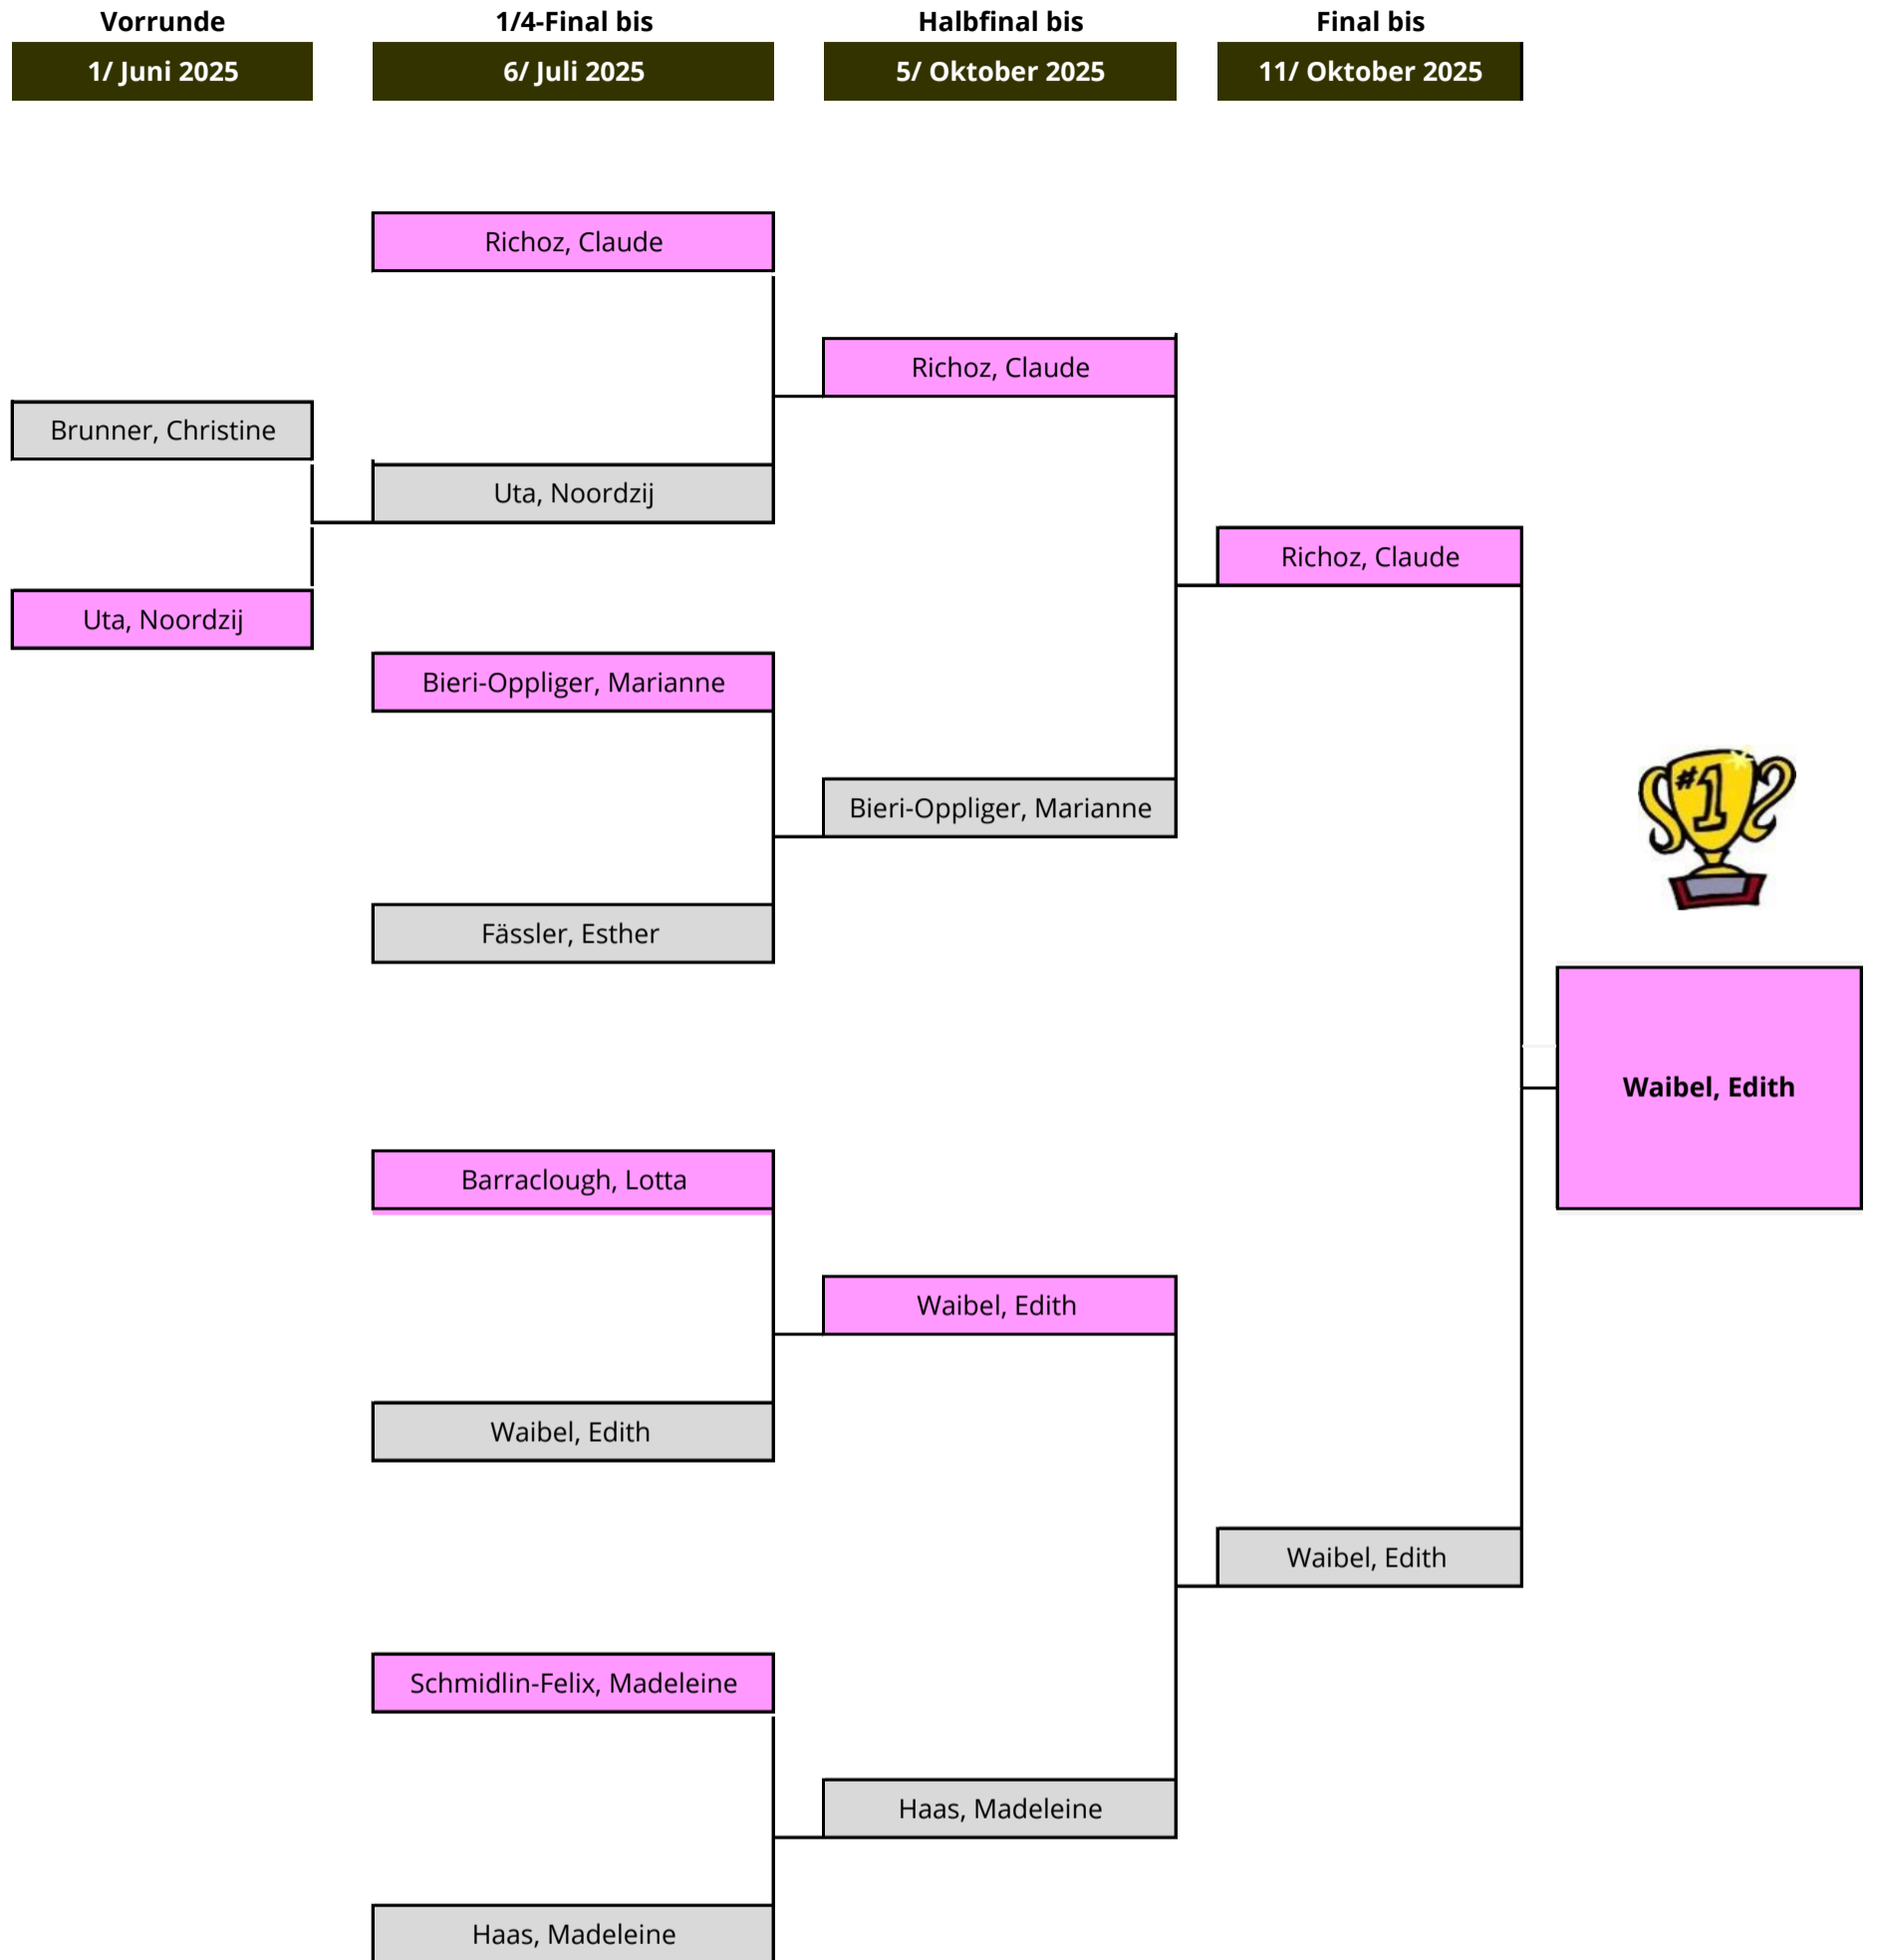 Vorrunde 1/4-Final bis Halbfinal bis Final bis
1/ Juni 2025 6/ Juli 2025 5/ Oktober 2025 11/ Oktober 2025
Richoz, Claude
Richoz, Claude
Brunner, Christine
Uta, Noordzij
Richoz, Claude
Uta, Noordzij
Bieri-Oppliger, Marianne
#1
Bieri-Oppliger, Marianne
Fässler, Esther
Waibel, Edith
Barraclough, Lotta
Waibel, Edith
Waibel, Edith
Waibel, Edith
Schmidlin-Felix, Madeleine
Haas, Madeleine
Haas, Madeleine